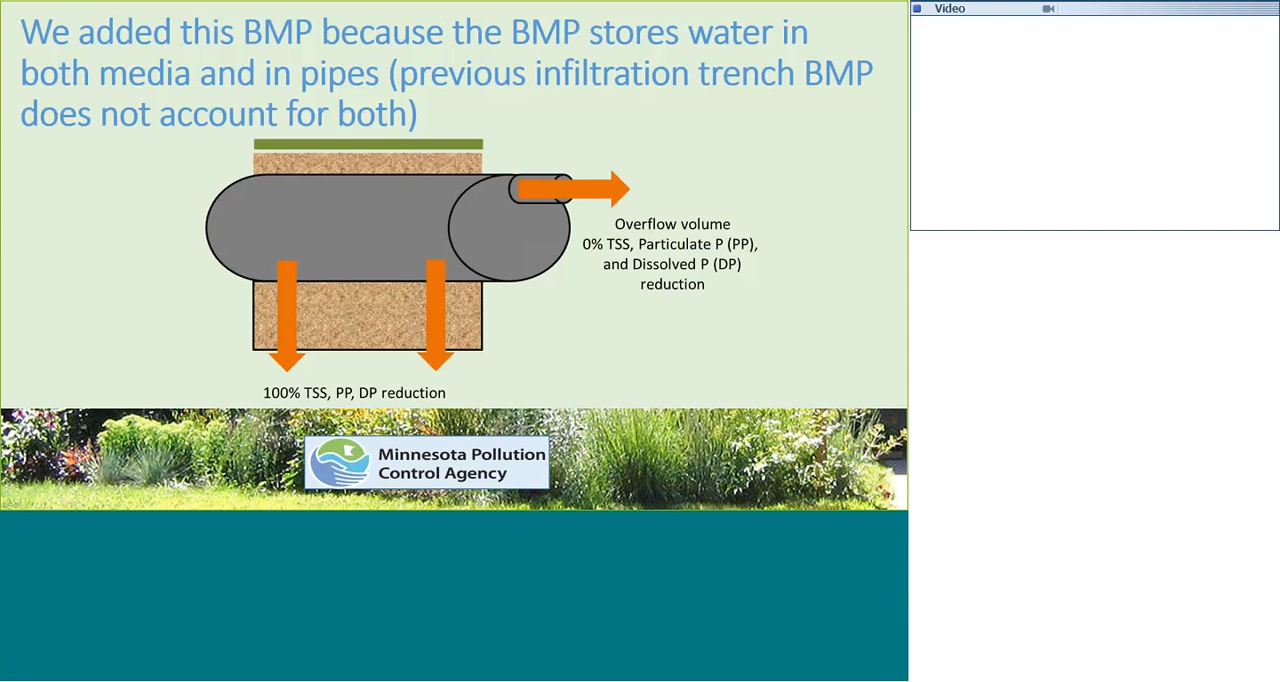 We added this BMP because the BMP stores water in
both media and in pipes (previous infiltration trench BMP
does not account for both)
Overflow volume
0% TSS, Particulate P (PP),
and Dissolved P (DP)
reduction
100% TSS, PP, DP reduction
Minnesota Pollution
Control Agency
Video